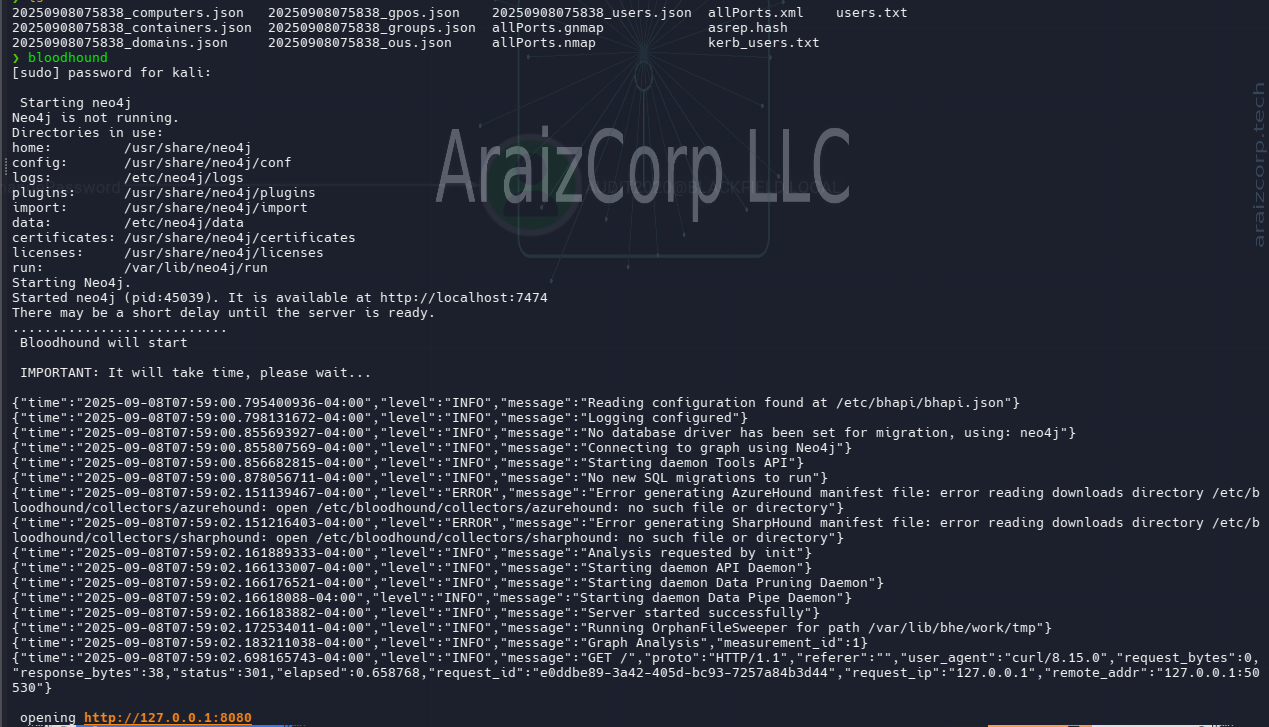 20250908075838_computers.json 20250908075838_gpos.json 20250908075838_users.json allPorts.xml users.txt
20250908075838_containers.json 20250908075838_groups.json allPorts.gnmap asrep.hash
20250908075838_domains.json 20250908075838_ous.json allPorts.nmap kerb_users.txt
❯ bloodhound
[sudo] password for kali:
Starting neo4j
Neo4j is not running.
Directories in use:
home: /usr/share/neo4j
config: /usr/share/neo4j/conf
logs: /etc/neo4j/logs
plugins: /usr/share/neo4j/plugins
import: /usr/share/neo4j/import
data: /etc/neo4j/data
certificates: /usr/share/neo4j/certificates
licenses: /usr/share/neo4j/licenses
run: /var/lib/neo4j/run
Starting Neo4j.
Started neo4j (pid:45039). It is available at http://localhost:7474
There may be a short delay until the server is ready.
...........................
Bloodhound will start
IMPORTANT: It will take time, please wait...
{"time":"2025-09-08T07:59:00.795400936-04:00","level":"INFO","message":"Reading configuration found at /etc/bhapi/bhapi.json"}
{"time":"2025-09-08T07:59:00.798131672-04:00","level":"INFO","message":"Logging configured"}
{"time":"2025-09-08T07:59:00.855693927-04:00","level":"INFO","message":"No database driver has been set for migration, using: neo4j"}
{"time":"2025-09-08T07:59:00.855807569-04:00","level":"INFO","message":"Connecting to graph using Neo4j"}
{"time":"2025-09-08T07:59:00.856682815-04:00","level":"INFO","message":"Starting daemon Tools API"}
{"time":"2025-09-08T07:59:00.878056711-04:00","level":"INFO","message":"No new SQL migrations to run"}
{"time":"2025-09-08T07:59:02.151139467-04:00","level":"ERROR","message":"Error generating AzureHound manifest file: error reading downloads directory /etc/b
loodhound/collectors/azurehound: open /etc/bloodhound/collectors/azurehound: no such file or directory"}
{"time":"2025-09-08T07:59:02.151216403-04:00","level":"ERROR","message":"Error generating SharpHound manifest file: error reading downloads directory /etc/b
loodhound/collectors/sharphound: open /etc/bloodhound/collectors/sharphound: no such file or directory"}
{"time":"2025-09-08T07:59:02.161889333-04:00","level":"INFO","message":"Analysis requested by init"}
{"time":"2025-09-08T07:59:02.166133007-04:00","level":"INFO","message":"Starting daemon API Daemon"}
{"time":"2025-09-08T07:59:02.166176521-04:00","level":"INFO","message":"Starting daemon Data Pruning Daemon"}
{"time":"2025-09-08T07:59:02.16618088-04:00","level":"INFO","message":"Starting daemon Data Pipe Daemon"}
{"time":"2025-09-08T07:59:02.166183882-04:00","level":"INFO","message":"Server started successfully"}
{"time":"2025-09-08T07:59:02.172534011-04:00","level":"INFO","message":"Running OrphanFileSweeper for path /var/lib/bhe/work/tmp"}
{"time":"2025-09-08T07:59:02.183211038-04:00","level":"INFO","message":"Graph Analysis","measurement_id":1}
{"time":"2025-09-08T07:59:02.698165743-04:00","level":"INFO","message":"GET /","proto":"HTTP/1.1","referer":"","user_agent":"curl/8.15.0","request_bytes":0,
"response_bytes":38,"status":301,"elapsed":0.658768,"request_id":"e0ddbe89-3a42-405d-bc93-7257a84b3d44","request_ip":"127.0.0.1","remote_addr":"127.0.0.1:50
530"}
opening http://127.0.0.1:8080
AraizCorp LLC
araizcorp.tech